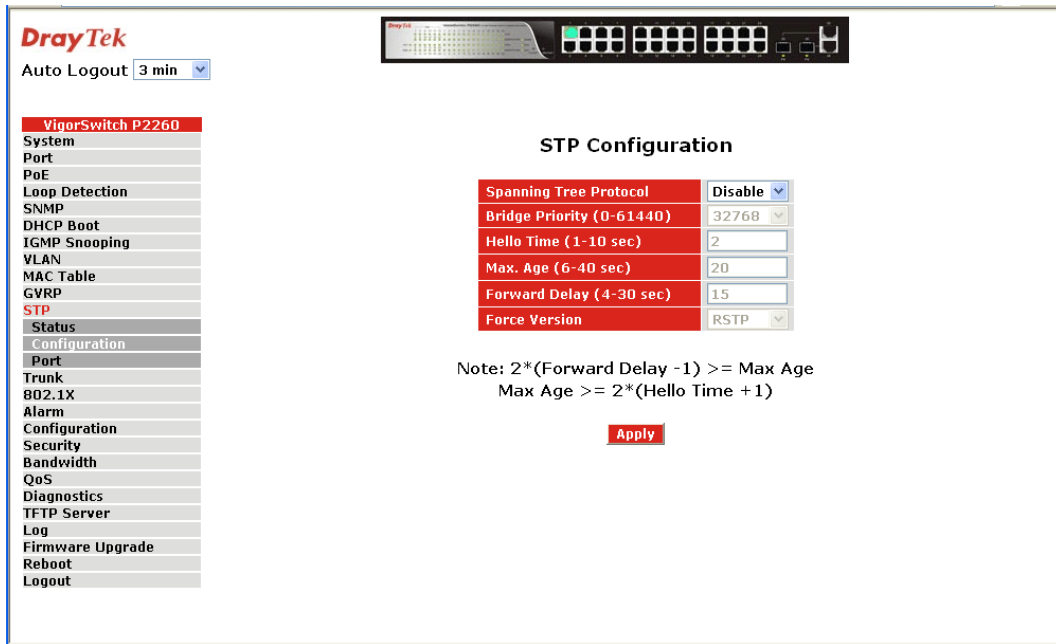 DrayTek
Auto Logout 3 min
VigorSwitch P2260
System
Port
PoE
Loop Detection
SNMP
DHCP Boot
IGMP Snooping
VLAN
MAC Table
GVRP
STP
Status
Configuration
Port
Trunk
802.1X
Alarm
Configuration
Security
Bandwidth
QoS
Diagnostics
TFTP Server
Log
Firmware Upgrade
Reboot
Logout
STP Configuration
Spanning Tree Protocol Disable
Bridge Priority (0-61440) 32768
Hello Time (1-10 sec) 2
Max. Age (6-40 sec) 20
Forward Delay (4-30 sec) 15
Force Version RSTP
Note: 2*(Forward Delay -1) >= Max Age
Max Age >= 2*(Hello Time +1)
Apply